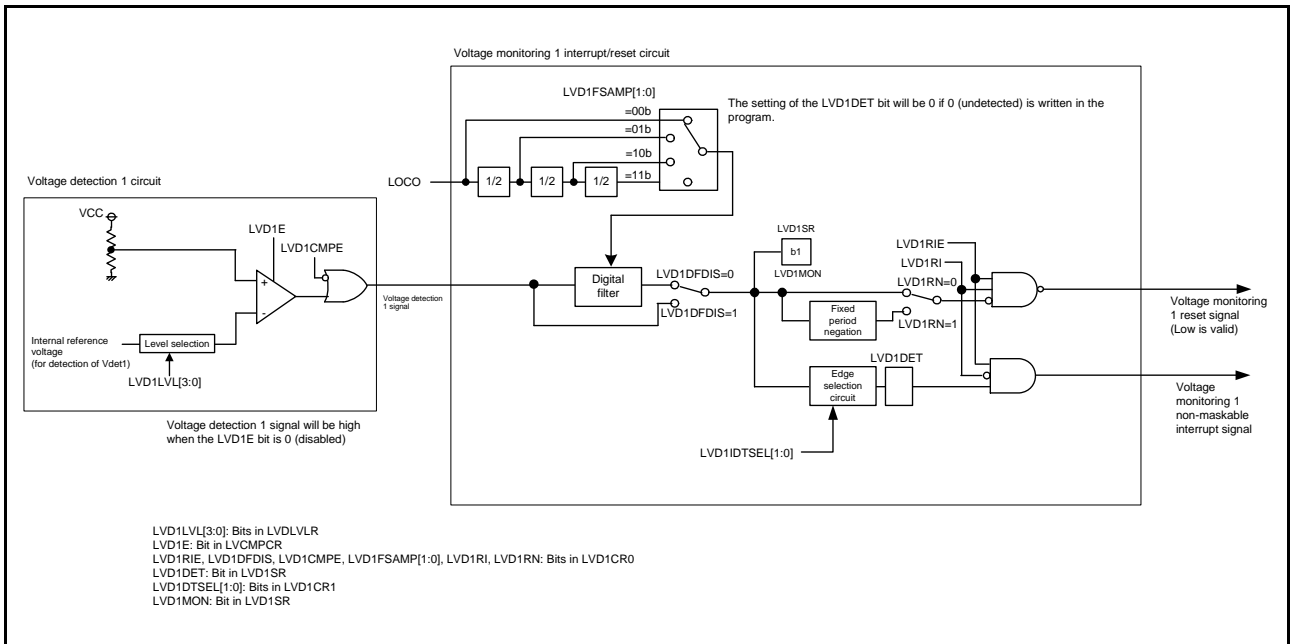 Voltage monitoring 1 interrupt/reset circuit
LVD1FSAMP[1:0]
=00b
=01b
=10b
=11b
The setting of the LVD1DET bit will be 0 if 0 (undetected) is written in the
program.
LOCO
1/2
1/2
1/2
Voltage detection 1 circuit
VCC
LVD1E
LVD1CMPE
+
-
Internal reference
voltage
(for detection of Vdet1)
Level selection
LVD1LVL[3:0]
Voltage detection
1 signal
Voltage detection 1 signal will be high
when the LVD1E bit is 0 (disabled)
Digital
filter
LVD1DFDIS=0
LVD1DFDIS=1
LVD1SR
b1
LVD1MON
Fixed
period
negation
LVD1RIE
LVD1RI
LVD1RN=0
LVD1RN=1
Edge
selection
circuit
LVD1DET
LVD1IDTSEL[1:0]
Voltage monitoring
1 reset signal
(Low is valid)
Voltage
monitoring 1
non-maskable
interrupt signal
LVD1LVL[3:0]: Bits in LVDLVLR
LVD1E: Bit in LVCMPCR
LVD1RIE, LVD1DFDIS, LVD1CMPE, LVD1FSAMP[1:0], LVD1RI, LVD1RN: Bits in LVD1CR0
LVD1DET: Bit in LVD1SR
LVD1DTSEL[1:0]: Bits in LVD1CR1
LVD1MON: Bit in LVD1SR